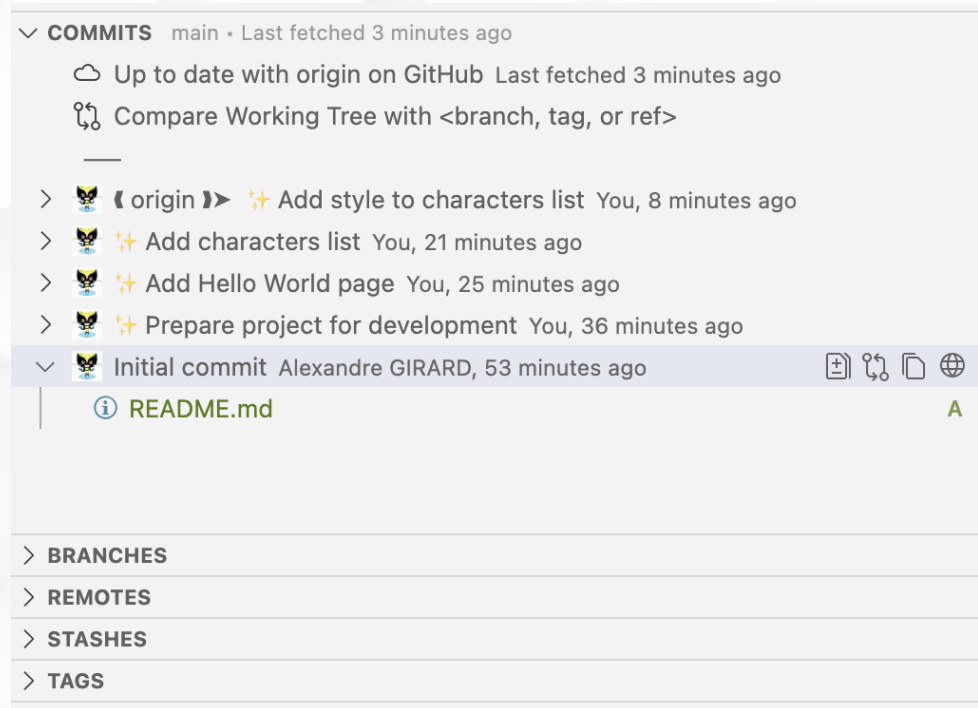 COMMITS main • Last fetched 3 minutes ago
Up to date with origin on GitHub Last fetched 3 minutes ago
Compare Working Tree with <branch, tag, or ref>
❪ origin ❫➤ ✨ Add style to characters list You, 8 minutes ago
✨ Add characters list You, 21 minutes ago
✨ Add Hello World page You, 25 minutes ago
✨ Prepare project for development You, 36 minutes ago
Initial commit Alexandre GIRARD, 53 minutes ago
README.md A
BRANCHES
REMOTES
STASHES
TAGS